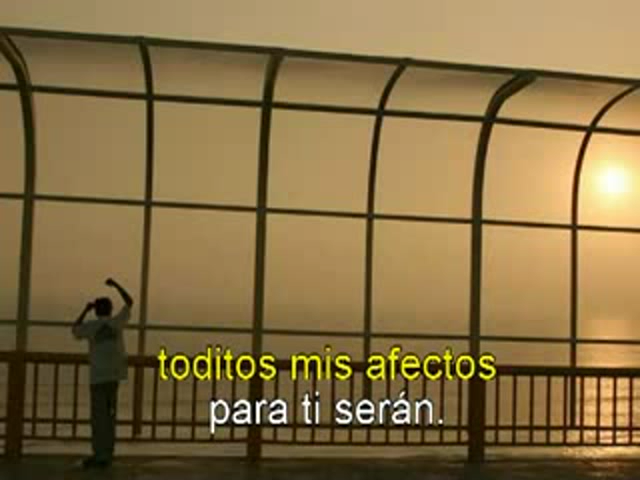 toditos mis afectos
para ti serán.